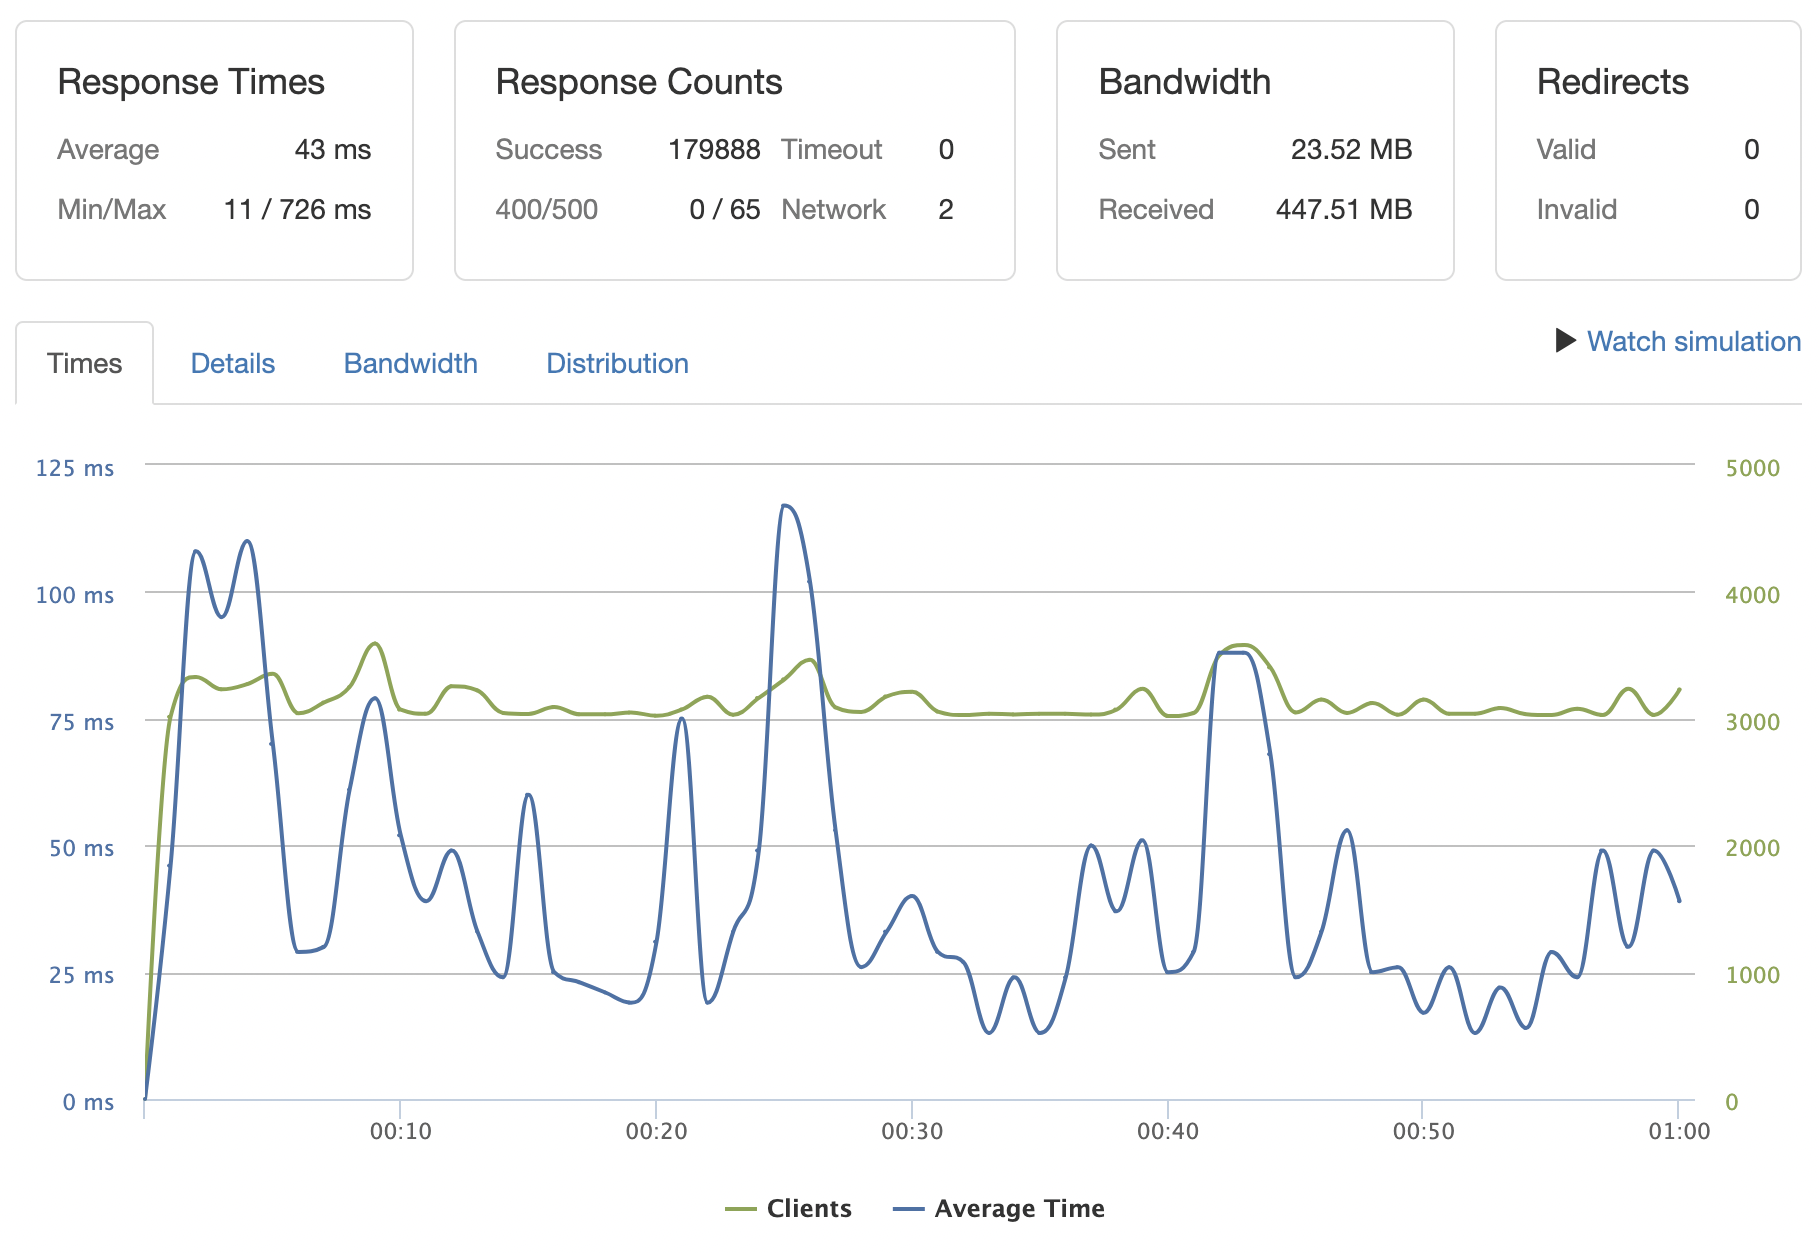 Response Times
Average 43 ms
Min/Max 11 / 726 ms
Response Counts
Success 179888 Timeout 0
400/500 0 / 65 Network 2
Bandwidth
Sent 23.52 MB
Received 447.51 MB
Redirects
Valid 0
Invalid 0
Times Details Bandwidth Distribution
Watch simulation
125 ms 5000
100 ms 4000
75 ms 3000
50 ms 2000
25 ms 1000
0 ms 0
00:10 00:20 00:30 00:40 00:50 01:00
Clients Average Time